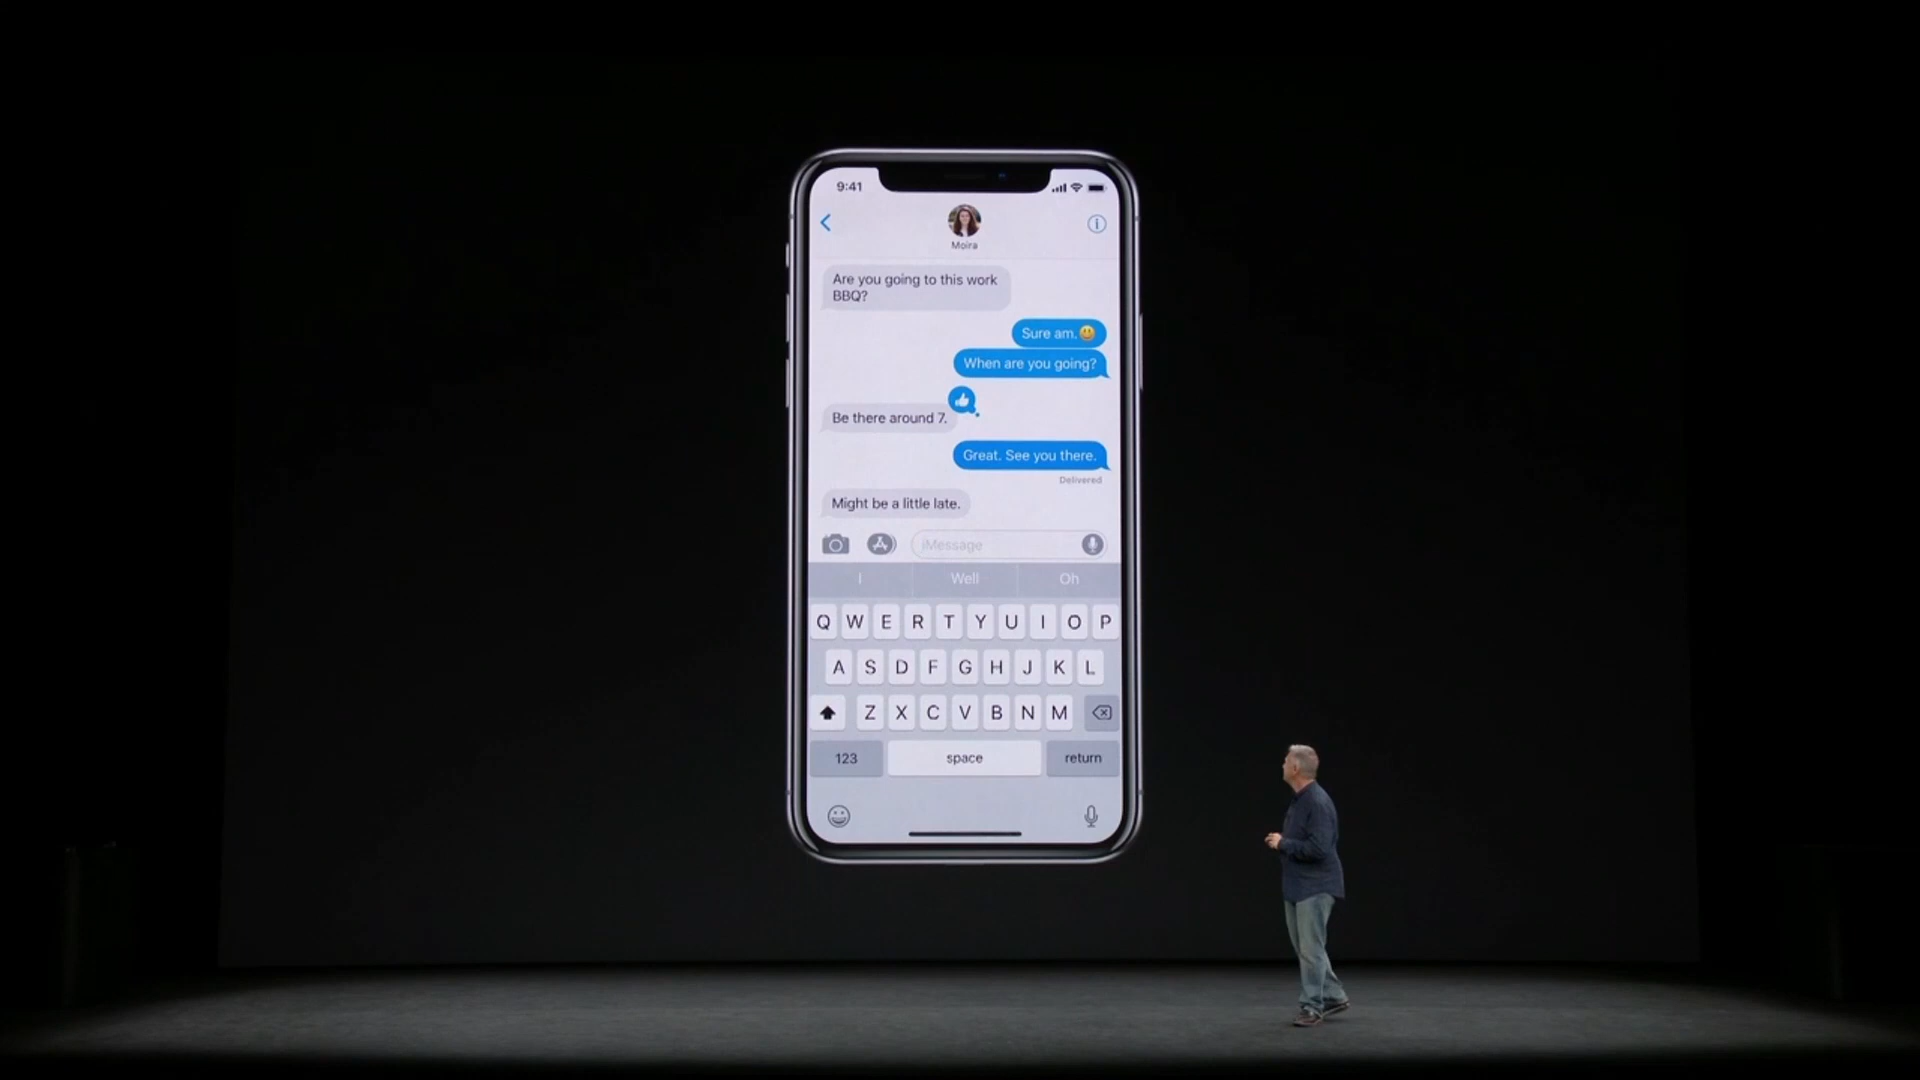 9:41
Moira
Are you going to this work
BBQ?
Sure am.😃
When are you going?
Be there around 7.
Great. See you there.
Delivered
Might be a little late.
iMessage
I Well Oh
Q W E R T Y U I O P
A S D F G H J K L
Z X C V B N M
123 space return